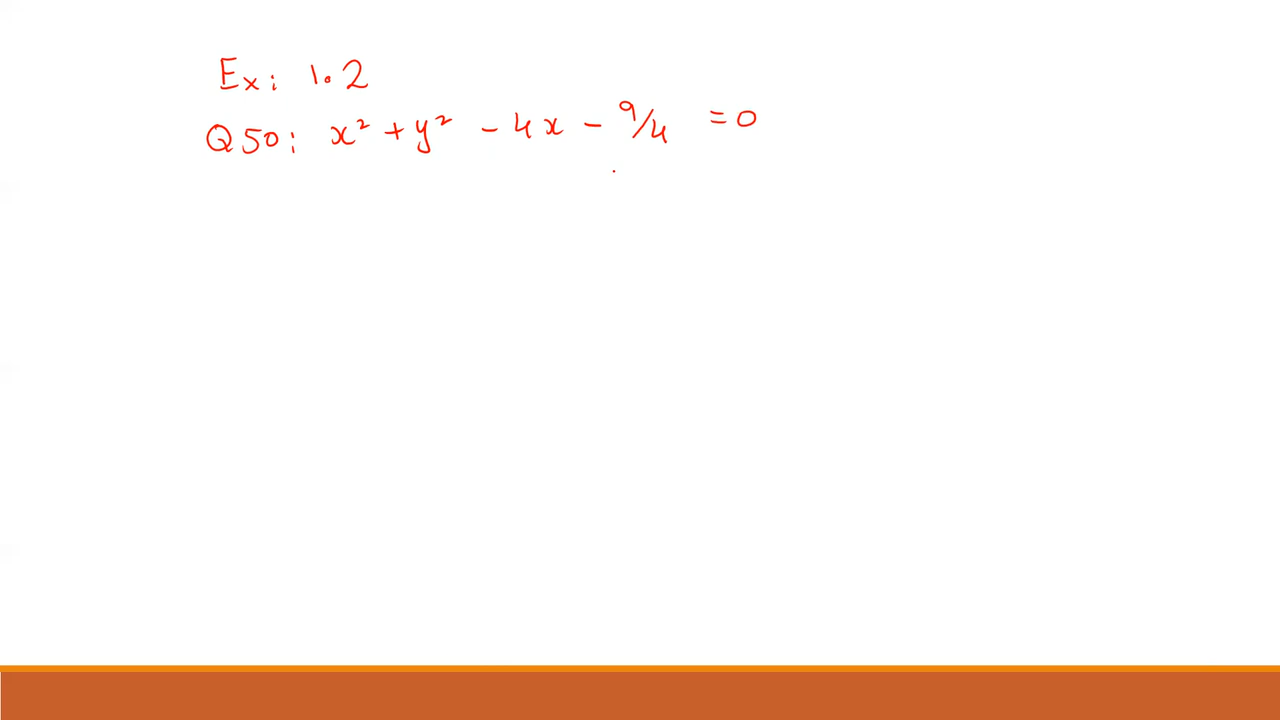 Ex: 1.2
Q50: x² + y² - 4x - 9/4 = 0